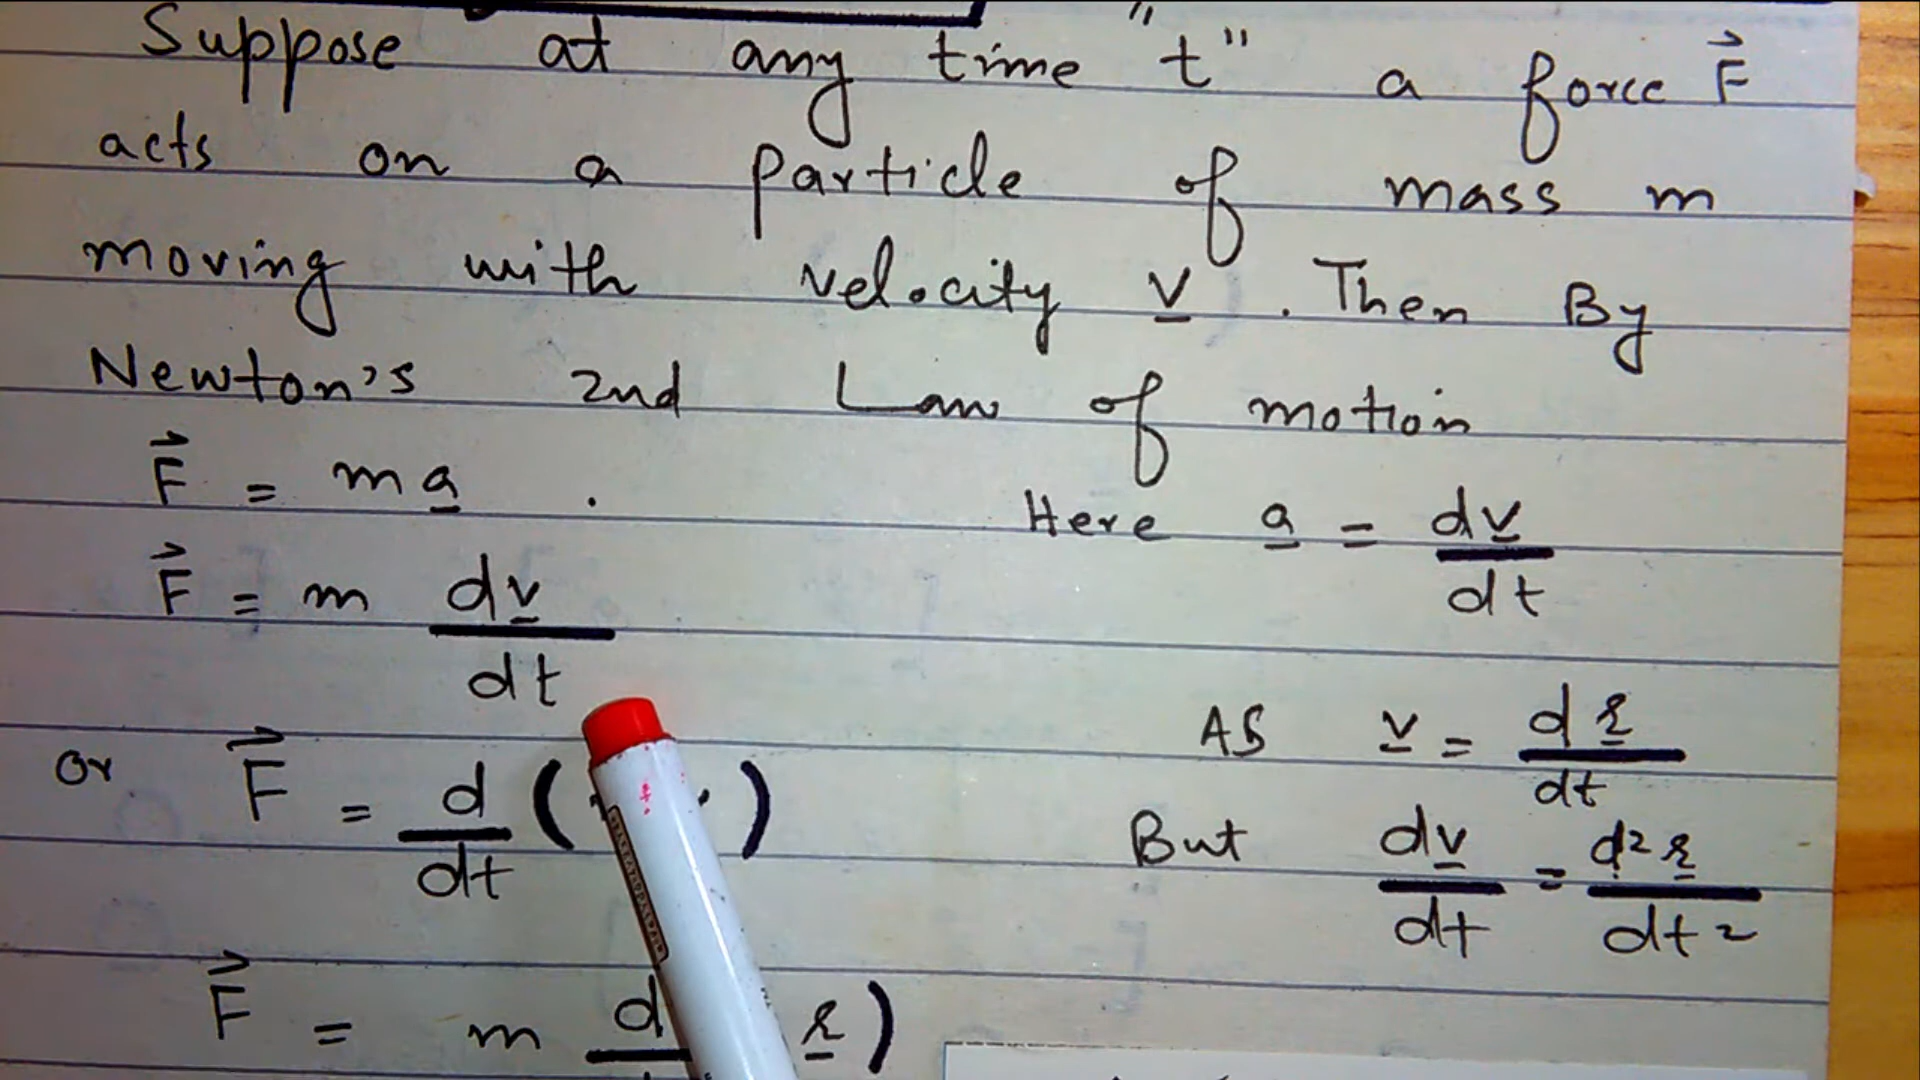 Suppose at any time "t" a force F⃗
acts on a particle of mass m
moving with velocity v. Then By
Newton's 2nd Law of motion
F⃗ = ma. Here a = dv/dt
F⃗ = m dv/dt
As v = dr/dt
or F⃗ = d/dt ( )
But dv/dt = d²r/dt²
F⃗ = m d r)